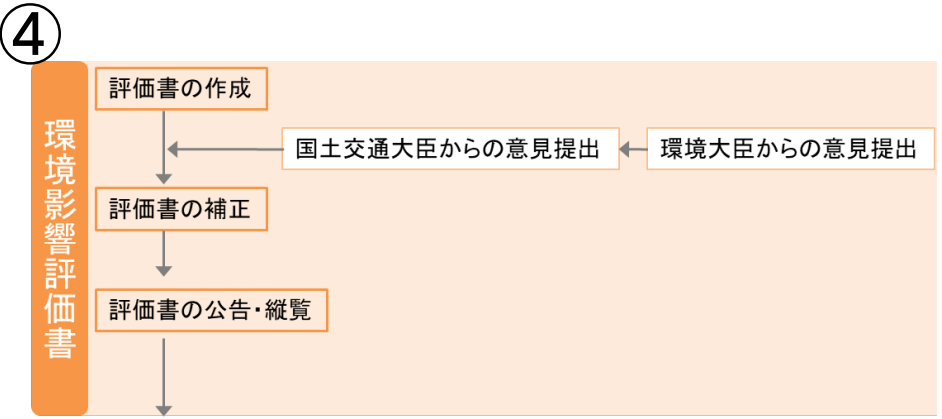 ④
環境影響評価書
評価書の作成
国土交通大臣からの意見提出
環境大臣からの意見提出
評価書の補正
評価書の公告・縦覧